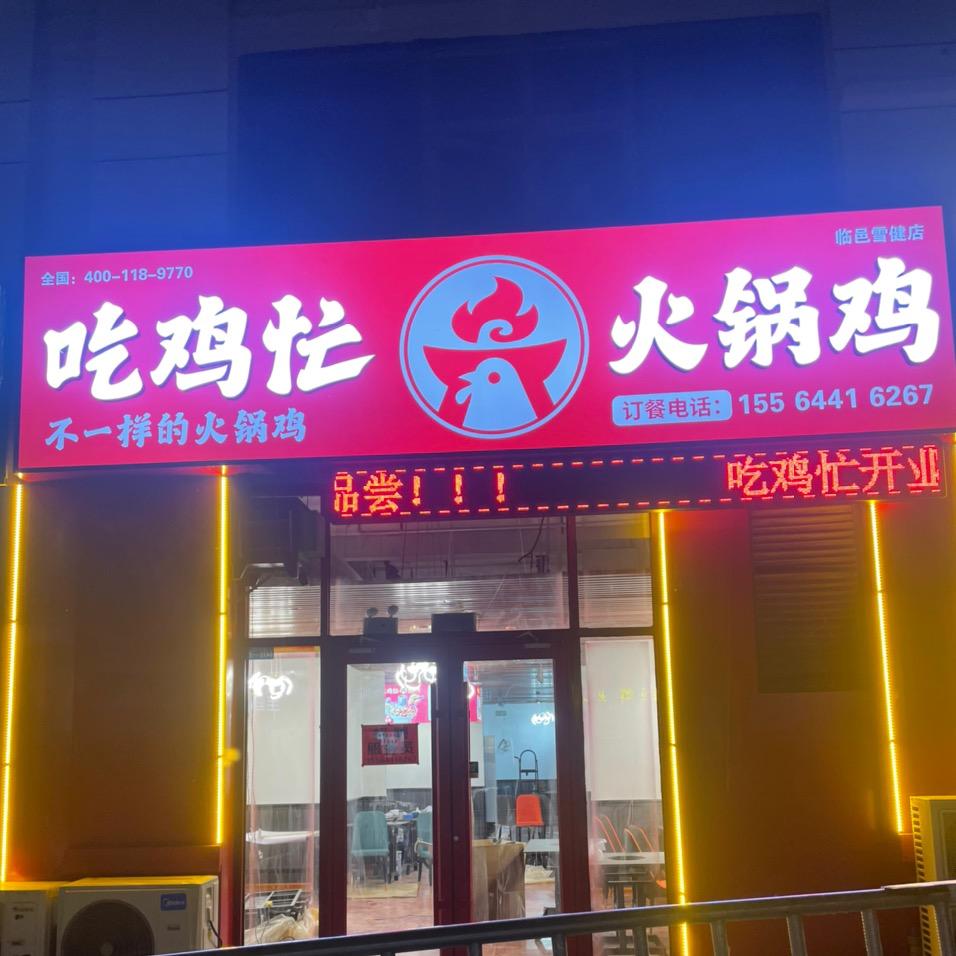 临邑雪健店
全国：400-118-9770
吃鸡忙 火锅鸡
不一样的火锅鸡
订餐电话：155 6441 6267
品尝！！！ 吃鸡忙开业
Midea